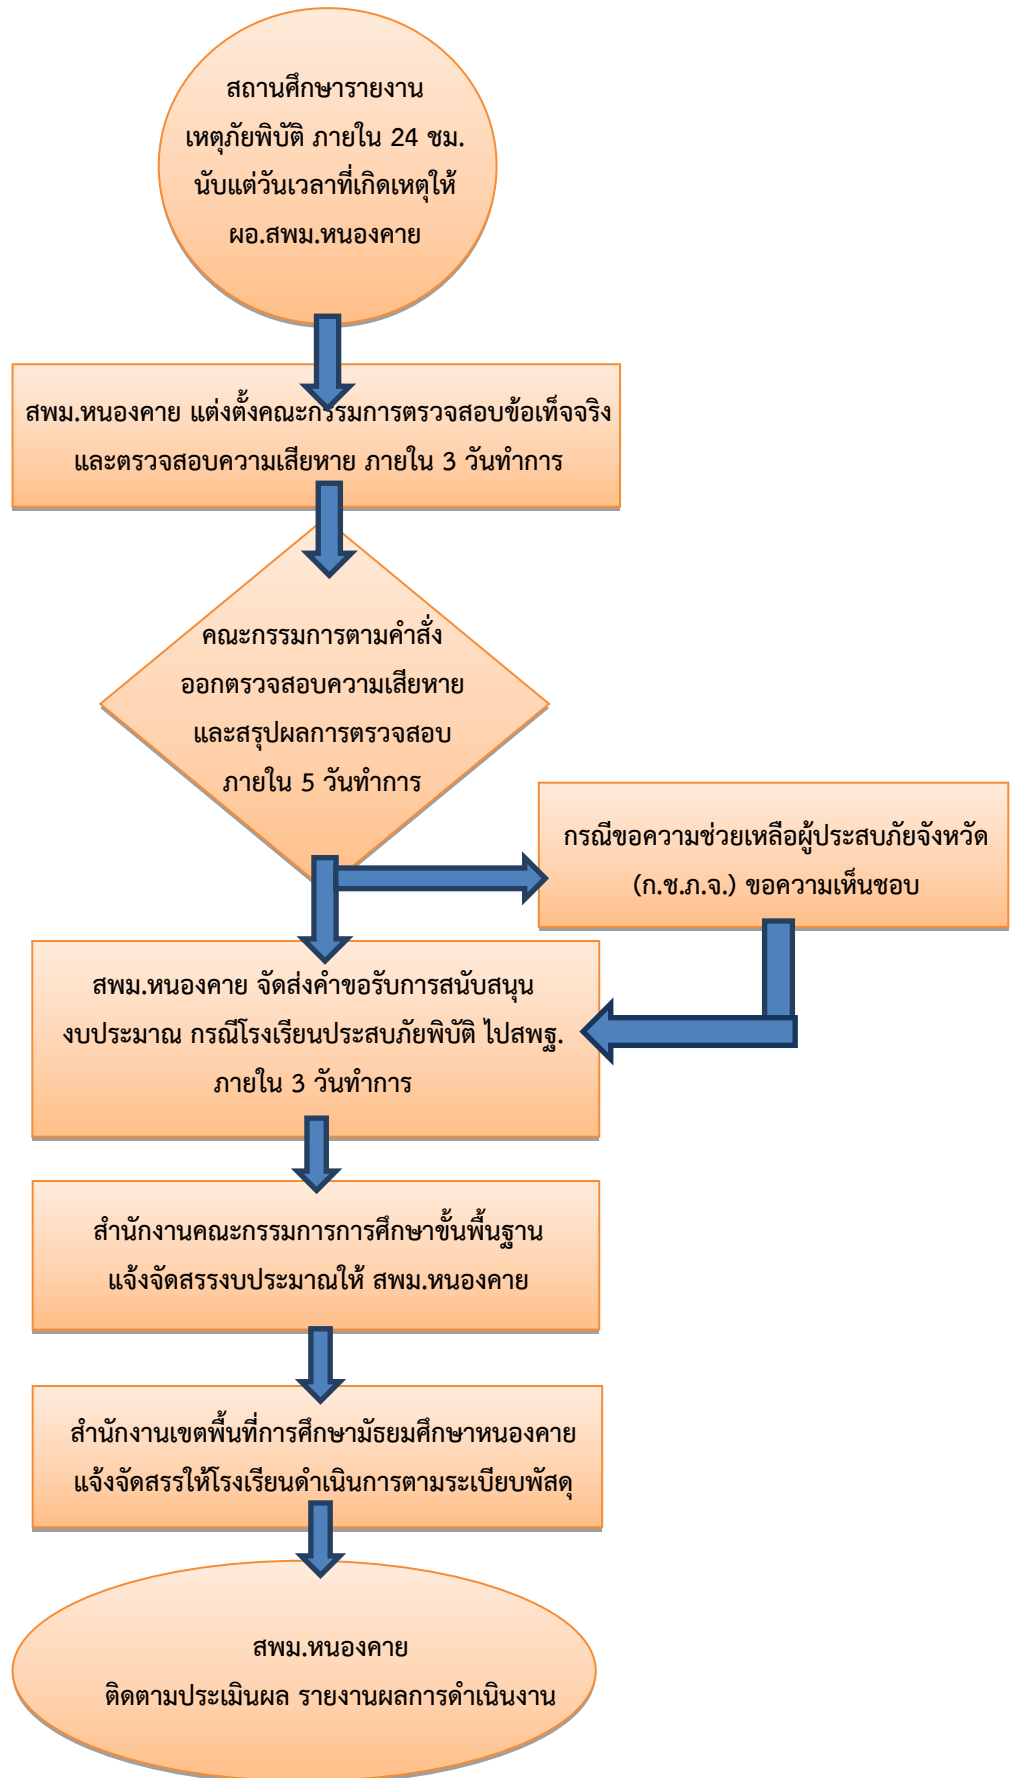 สถานศึกษารายงาน
เหตุภัยพิบัติ ภายใน 24 ชม.
นับแต่วันเวลาที่เกิดเหตุให้
ผอ.สพม.หนองคาย
สพม.หนองคาย แต่งตั้งคณะกรรมการตรวจสอบข้อเท็จจริง
และตรวจสอบความเสียหาย ภายใน 3 วันทำการ
คณะกรรมการตามคำสั่ง
ออกตรวจสอบความเสียหาย
และสรุปผลการตรวจสอบ
ภายใน 5 วันทำการ
กรณีขอความช่วยเหลือผู้ประสบภัยจังหวัด
(ก.ช.ภ.จ.) ขอความเห็นชอบ
สพม.หนองคาย จัดส่งคำขอรับการสนับสนุน
งบประมาณ กรณีโรงเรียนประสบภัยพิบัติ ไปสพฐ.
ภายใน 3 วันทำการ
สำนักงานคณะกรรมการการศึกษาขั้นพื้นฐาน
แจ้งจัดสรรงบประมาณให้ สพม.หนองคาย
สำนักงานเขตพื้นที่การศึกษามัธยมศึกษาหนองคาย
แจ้งจัดสรรให้โรงเรียนดำเนินการตามระเบียบพัสดุ
สพม.หนองคาย
ติดตามประเมินผล รายงานผลการดำเนินงาน